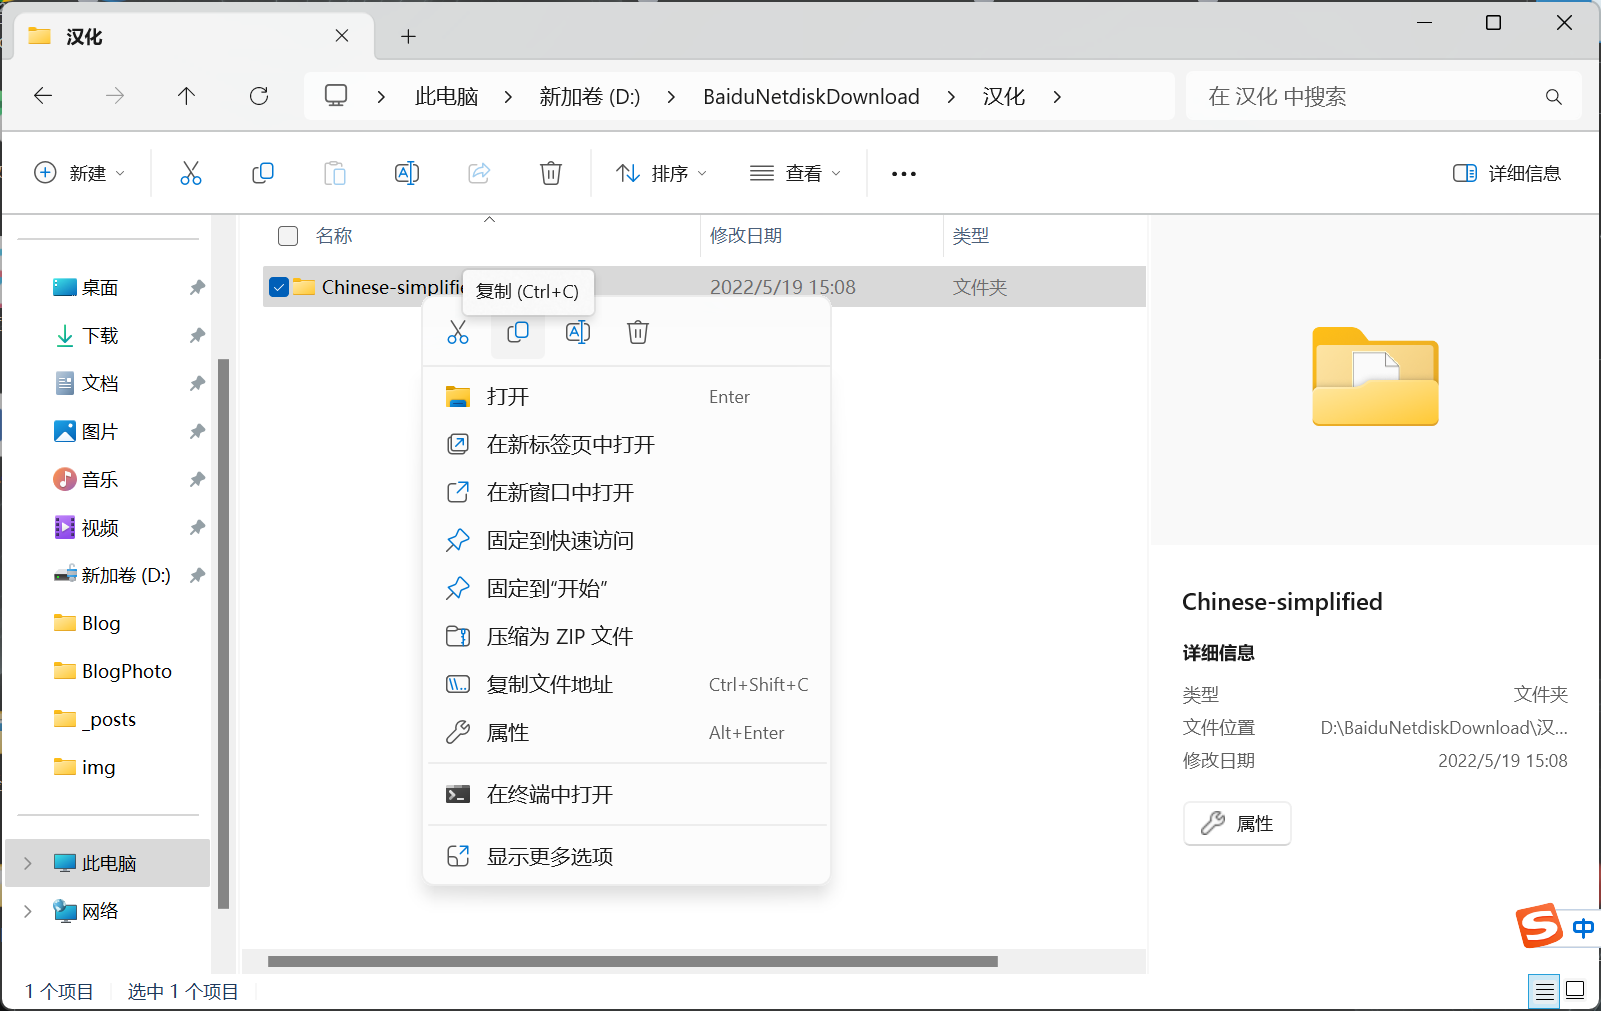 汉化
此电脑
新加卷 (D:)
BaiduNetdiskDownload
汉化
在 汉化 中搜索
新建
排序
查看
详细信息
名称
修改日期
类型
Chinese-simplifie
2022/5/19 15:08
文件夹
复制 (Ctrl+C)
打开 Enter
在新标签页中打开
在新窗口中打开
固定到快速访问
固定到“开始”
压缩为 ZIP 文件
复制文件地址 Ctrl+Shift+C
属性 Alt+Enter
在终端中打开
显示更多选项
桌面
下载
文档
图片
音乐
视频
新加卷 (D:)
Blog
BlogPhoto
_posts
img
此电脑
网络
Chinese-simplified
详细信息
类型 文件夹
文件位置 D:\BaiduNetdiskDownload\汉...
修改日期 2022/5/19 15:08
属性
S 中
1 个项目
选中 1 个项目